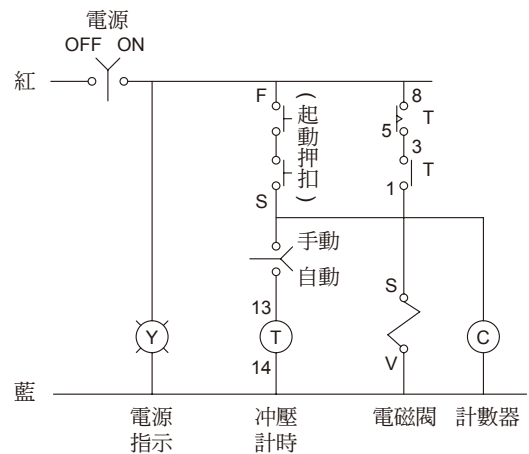 電源
OFF ON
紅
F
(起動押扣)
S
8
T
5
3
T
1
手動
自動
13
S
Y
T
C
14
V
藍
電源
指示
冲壓
計時
電磁閥
計數器